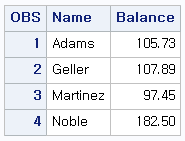 OBS Name Balance
1 Adams 105.73
2 Geller 107.89
3 Martinez 97.45
4 Noble 182.50